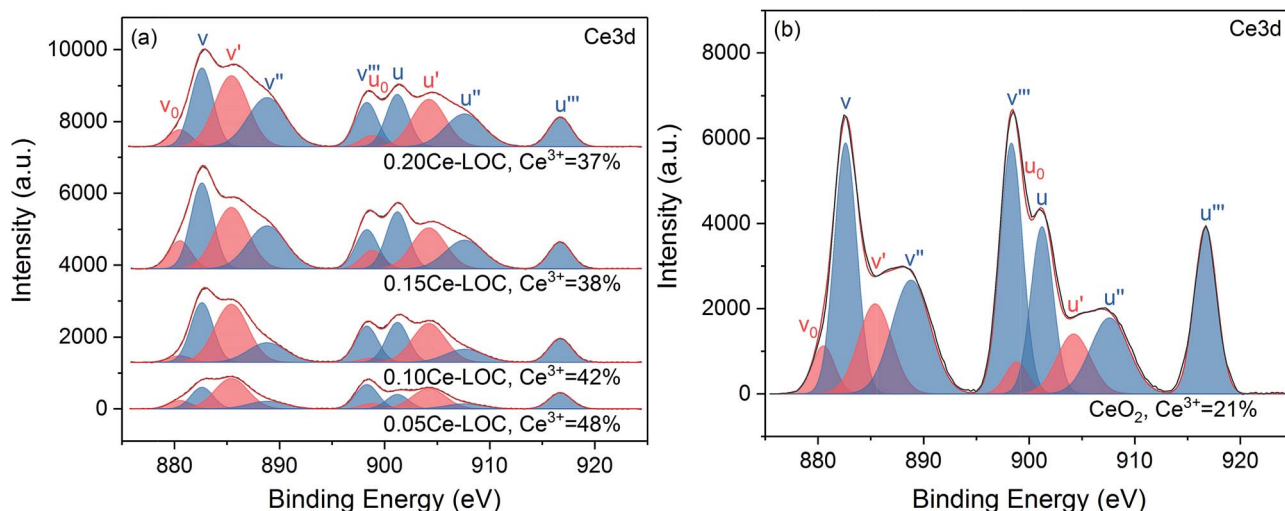 (a)
Ce3d
v
v'
v''
v₀
v'''
u₀
u
u'
u''
u'''
0.20Ce-LOC, Ce³⁺=37%
0.15Ce-LOC, Ce³⁺=38%
0.10Ce-LOC, Ce³⁺=42%
0.05Ce-LOC, Ce³⁺=48%
10000
8000
6000
4000
2000
0
Intensity (a.u.)
880 890 900 910 920
Binding Energy (eV)
(b)
Ce3d
v
v'
v''
v₀
v'''
u₀
u
u'
u''
u'''
CeO₂, Ce³⁺=21%
8000
6000
4000
2000
0
Intensity (a.u.)
880 890 900 910 920
Binding Energy (eV)